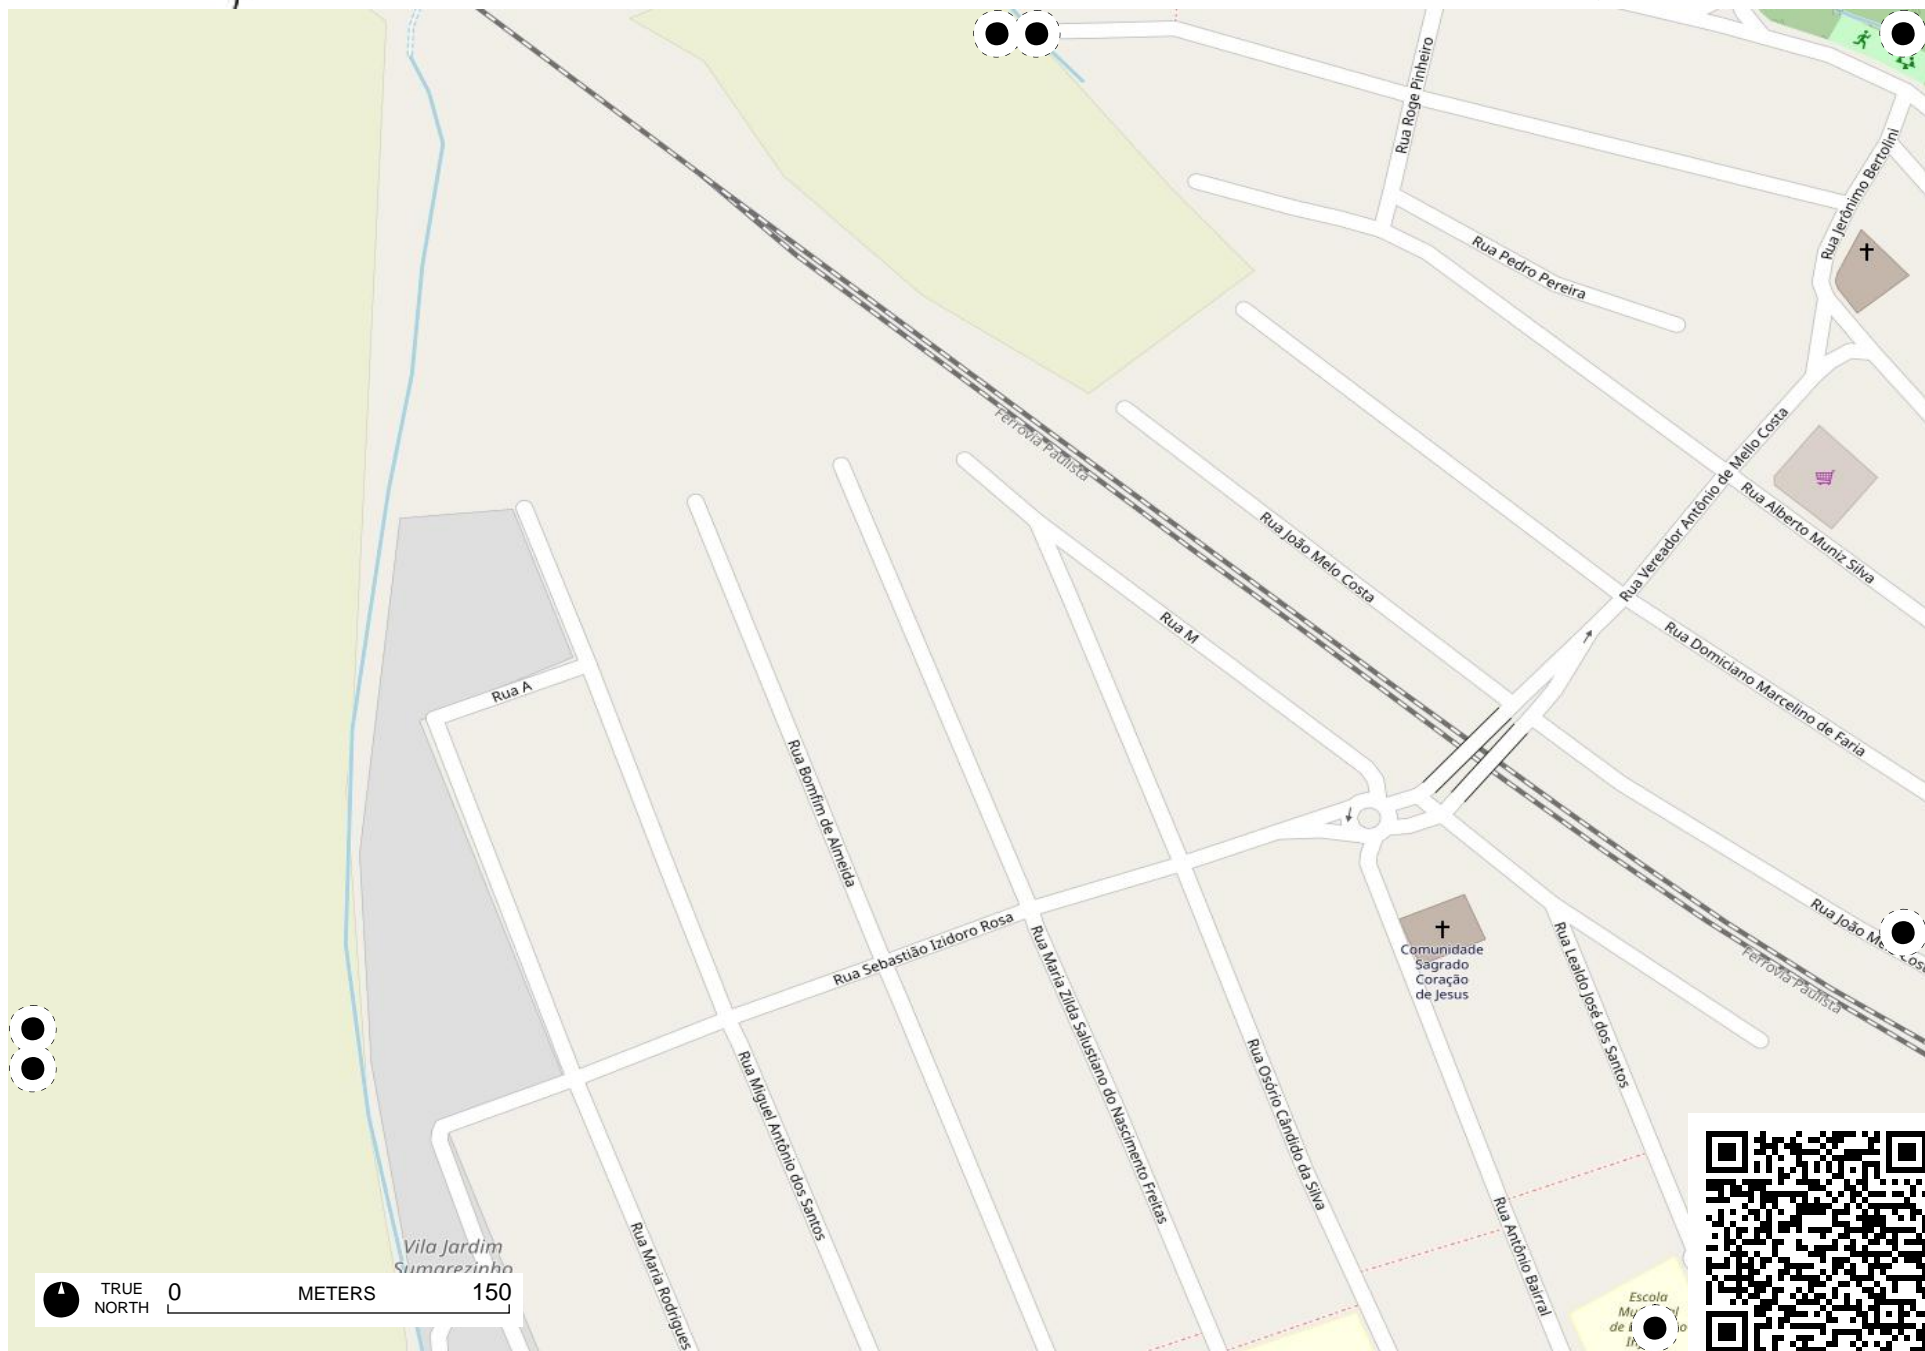 Rua Roge Pinheiro
Rua Jerônimo Bertolini
Rua Pedro Pereira
Ferrovia Paulista
Rua Vereador Antônio de Mello Costa
Rua João Melo Costa
Rua Alberto Muniz Silva
Rua M
Rua Domiciano Marcelino de Faria
Rua A
Rua Bomfim de Almeida
Rua Sebastião Izidoro Rosa
Rua João
Comunidade
Sagrado
Coração
de Jesus
Ferrovia Paulista
Rua Maria Zilda Salustiano do Nascimento Freitas
Rua Lealdo José dos Santos
Rua Osório Cândido da Silva
Rua Miguel Antônio dos Santos
Rua Antônio Bairral
Rua Maria Rodrigues
Vila Jardim
Sumarezinho
TRUE
NORTH
0 METERS 150
Escola
de